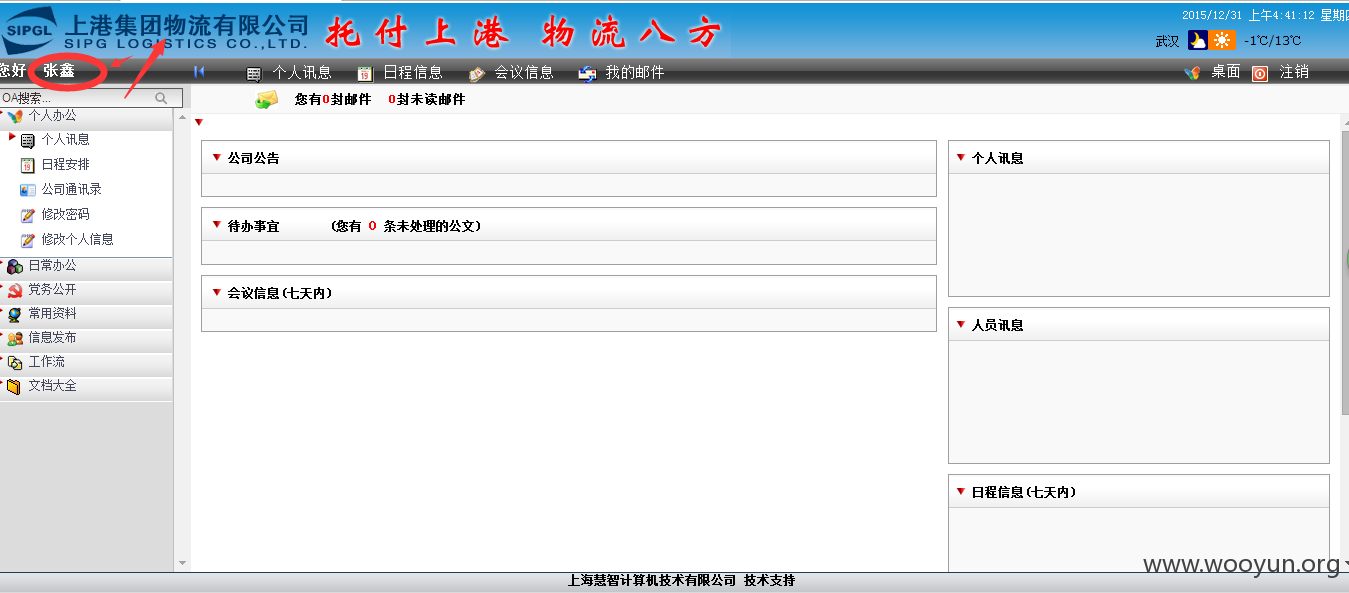 SIPGL 上港集团物流有限公司
SIPG LOGISTICS CO.,LTD.
托付上港 物流八方
2015/12/31 上午4:41:12 星期
武汉 -1℃/13℃
您好 张鑫
个人讯息 日程信息 会议信息 我的邮件 桌面 注销
OA搜索...
您有0封邮件 0封未读邮件
个人办公
个人讯息
日程安排
公司通讯录
修改密码
修改个人信息
日常办公
党务公开
常用资料
信息发布
工作流
文档大全
公司公告
待办事宜 (您有 0 条未处理的公文)
会议信息(七天内)
个人讯息
人员讯息
日程信息(七天内)
www.wooyun.org
上海慧智计算机技术有限公司 技术支持